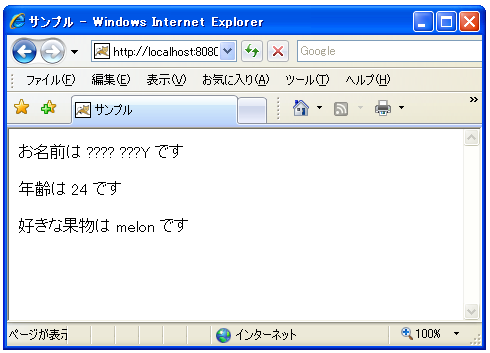 サンプル - Windows Internet Explorer
http://localhost:8080
Google
ファイル(F) 編集(E) 表示(V) お気に入り(A) ツール(T) ヘルプ(H)
サンプル
»
お名前は ???? ???Y です
年齢は 24 です
好きな果物は melon です
ページが表示 インターネット 100%